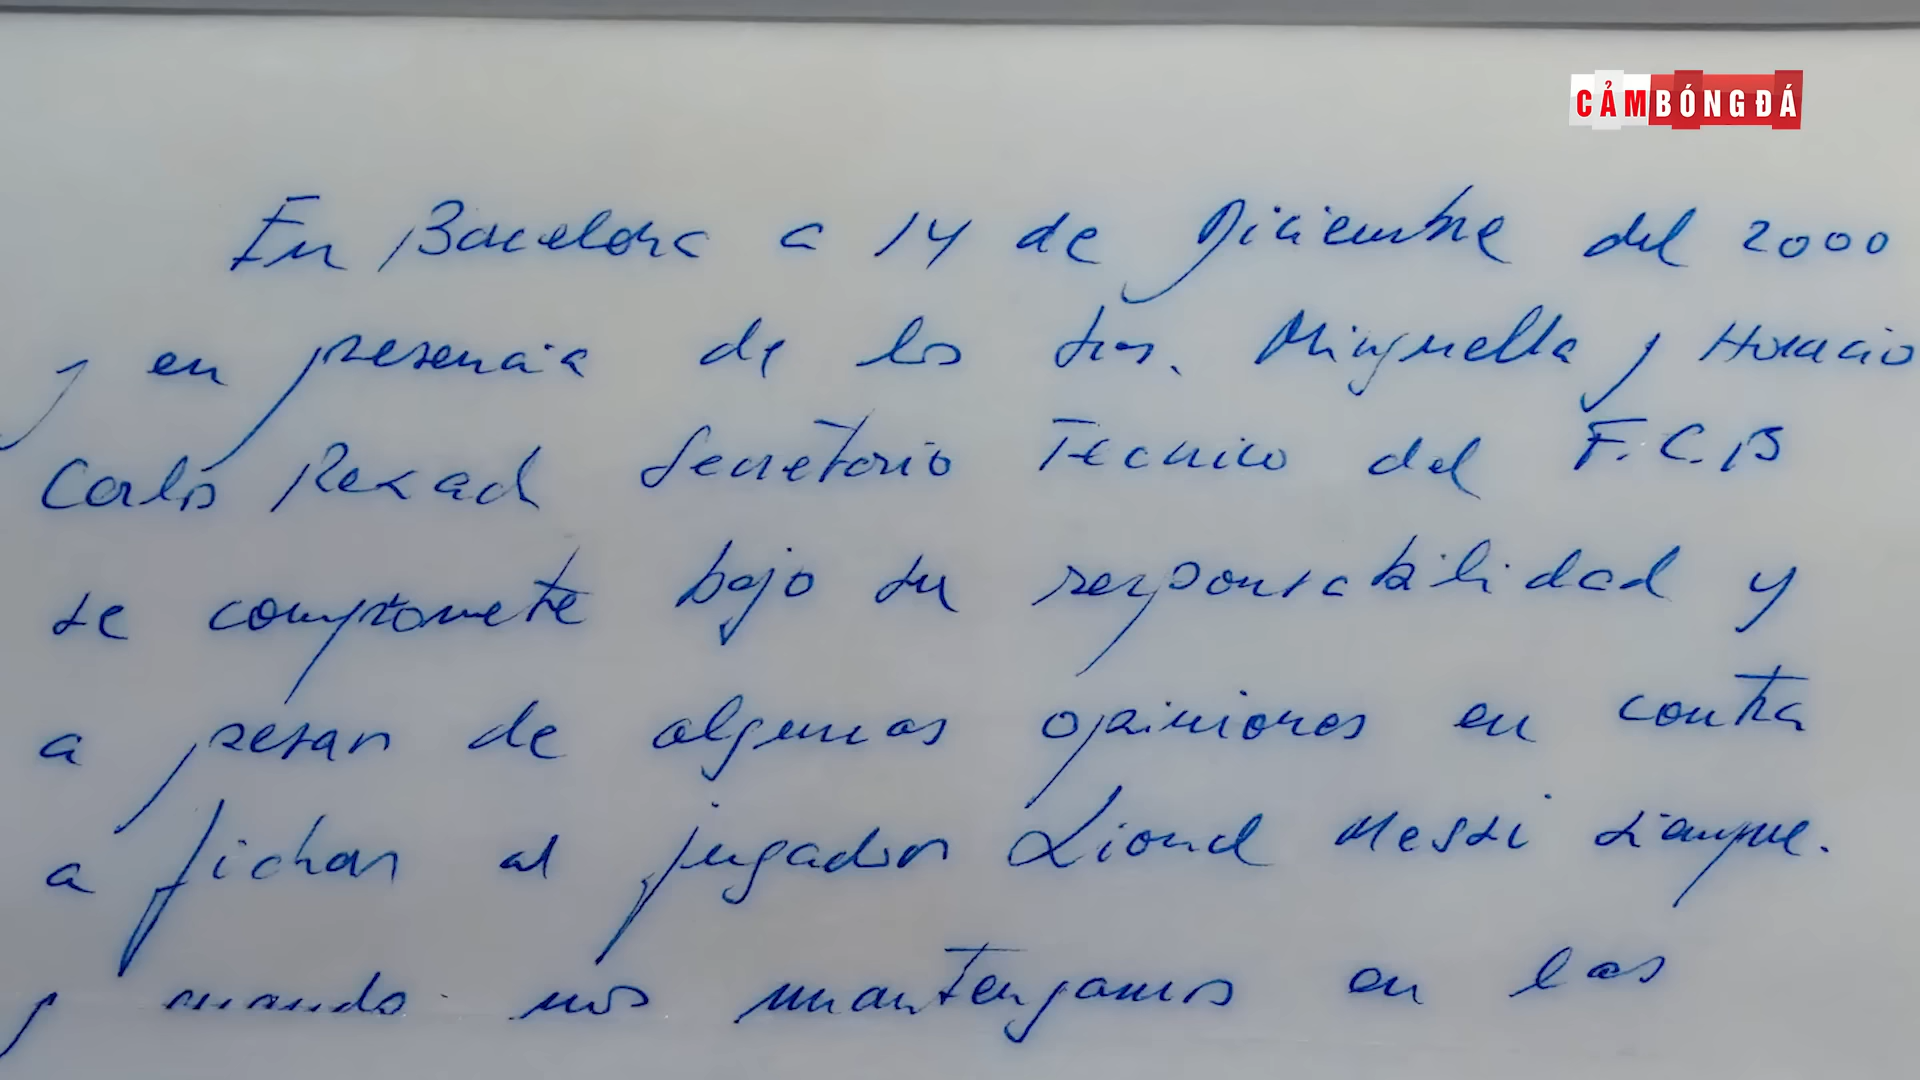 CẢMBÓNGĐÁ
En Barcelona a 14 de Diciembre del 2000
y en presencia de los Srs. Minguella y Horacio
Carlos Rexach Secretario Tecnico del F.C.B
se compromete bajo su responsabilidad y
a pesar de algunas opiniones en contra
a fichar al jugador Lionel Messi siempre.
y cuando nos mantengamos en las